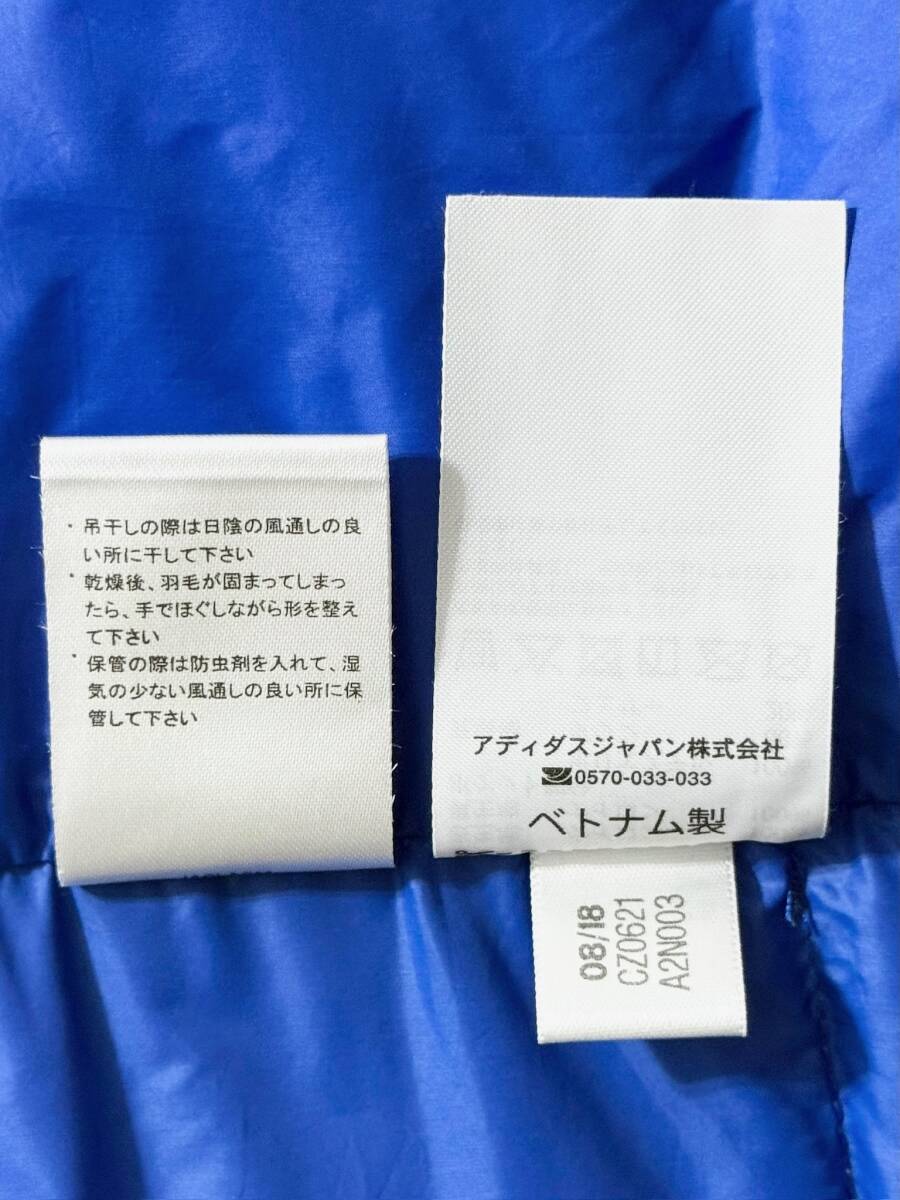 ・吊干しの際は日陰の風通しの良
い所に干して下さい
・乾燥後、羽毛が固まってしまっ
たら、手でほぐしながら形を整え
て下さい
・保管の際は防虫剤を入れて、湿
気の少ない風通しの良い所に保
管して下さい
アディダスジャパン株式会社
0570-033-033
ベトナム製
08/18
CZ0621
A2N003